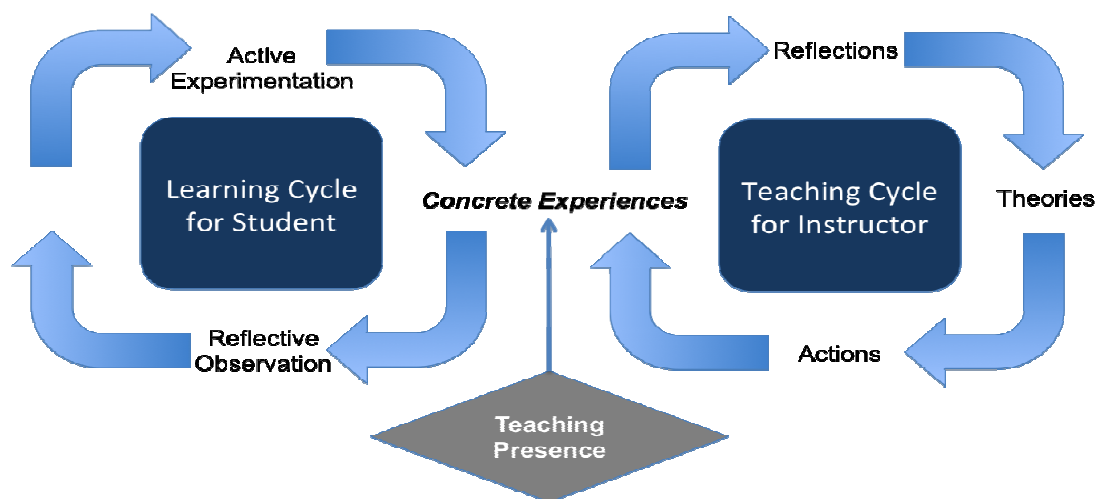 Active
Experimentation
Learning Cycle
for Student
Reflective
Observation
Concrete Experiences
Reflections
Teaching Cycle
for Instructor
Theories
Actions
Teaching
Presence